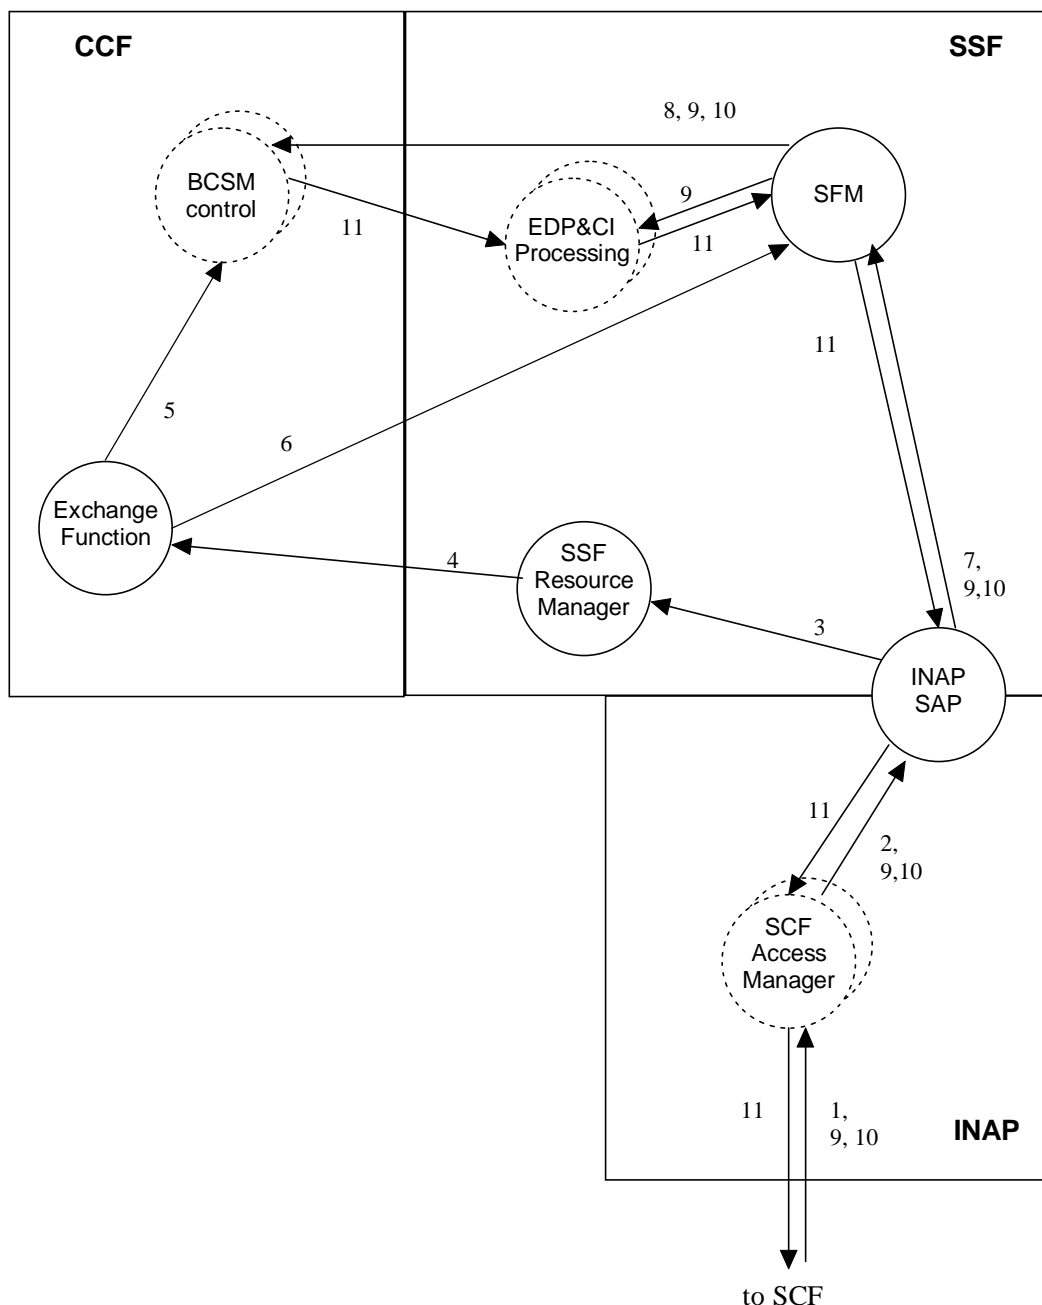 CCF
SSF
8, 9, 10
BCSM
control
11
9
EDP&CI
Processing
11
SFM
11
5
6
Exchange
Function
4
SSF
Resource
Manager
3
7,
9,10
INAP
SAP
11
2,
9,10
SCF
Access
Manager
11
1,
9, 10
INAP
to SCF